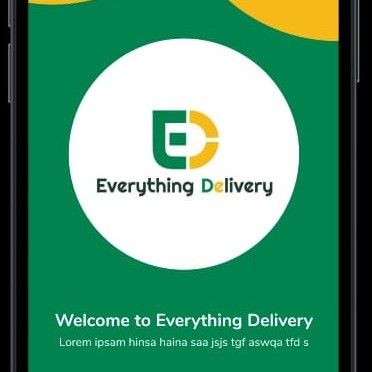 Everything Delivery
Welcome to Everything Delivery
Lorem ipsam hinsa haina saa jsjs tgf aswqa tfd s